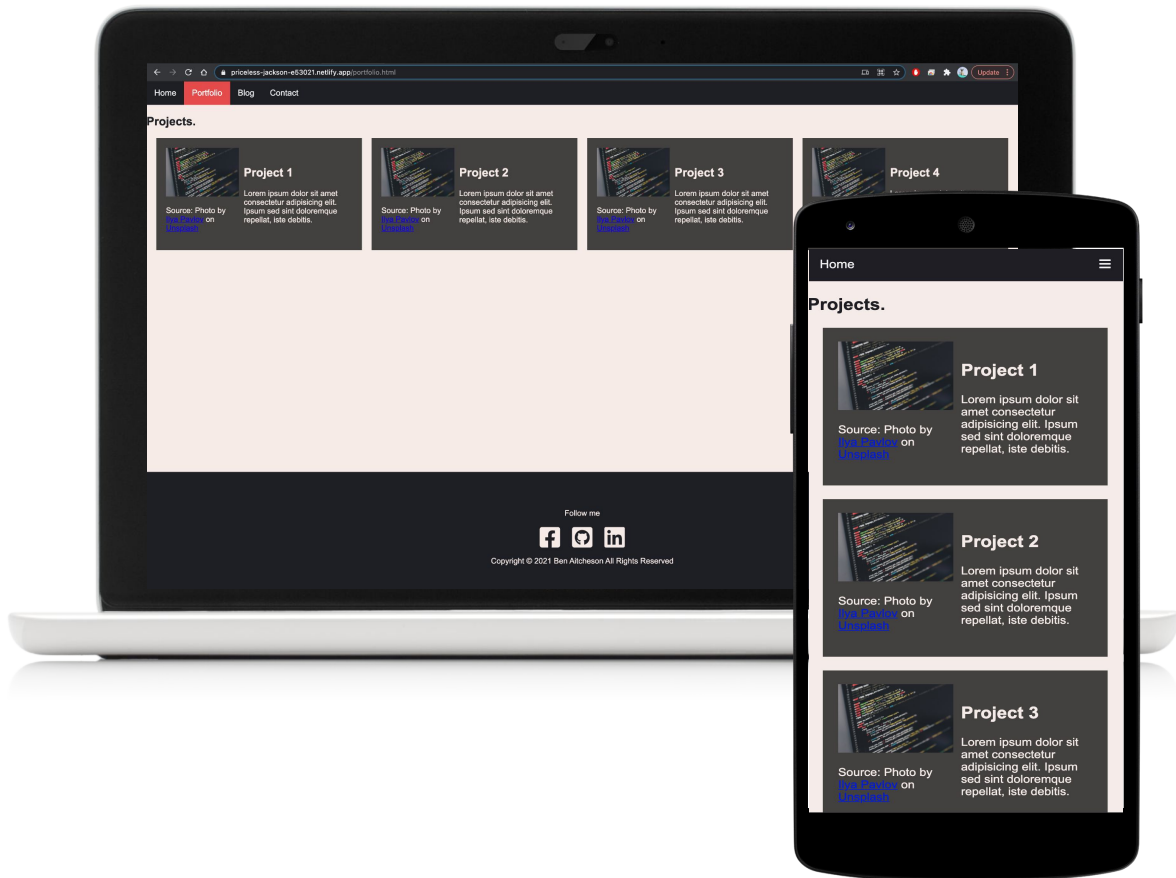 priceless-jackson-e53021.netlify.app/portfolio.html
Update
Home Portfolio Blog Contact
Projects.
Project 1
Lorem ipsum dolor sit amet
consectetur adipisicing elit.
Ipsum sed sint doloremque
repellat, iste debitis.
Source: Photo by
Ilya Pavlov on
Unsplash
Project 2
Lorem ipsum dolor sit amet
consectetur adipisicing elit.
Ipsum sed sint doloremque
repellat, iste debitis.
Source: Photo by
Ilya Pavlov on
Unsplash
Project 3
Lorem ipsum dolor sit amet
consectetur adipisicing elit.
Ipsum sed sint doloremque
repellat, iste debitis.
Source: Photo by
Ilya Pavlov on
Unsplash
Project 4
Follow me
Copyright © 2021 Ben Aitcheson All Rights Reserved
Home
Projects.
Project 1
Lorem ipsum dolor sit
amet consectetur
adipisicing elit. Ipsum
sed sint doloremque
repellat, iste debitis.
Source: Photo by
Ilya Pavlov on
Unsplash
Project 2
Lorem ipsum dolor sit
amet consectetur
adipisicing elit. Ipsum
sed sint doloremque
repellat, iste debitis.
Source: Photo by
Ilya Pavlov on
Unsplash
Project 3
Lorem ipsum dolor sit
amet consectetur
adipisicing elit. Ipsum
sed sint doloremque
repellat, iste debitis.
Source: Photo by
Ilya Pavlov on
Unsplash